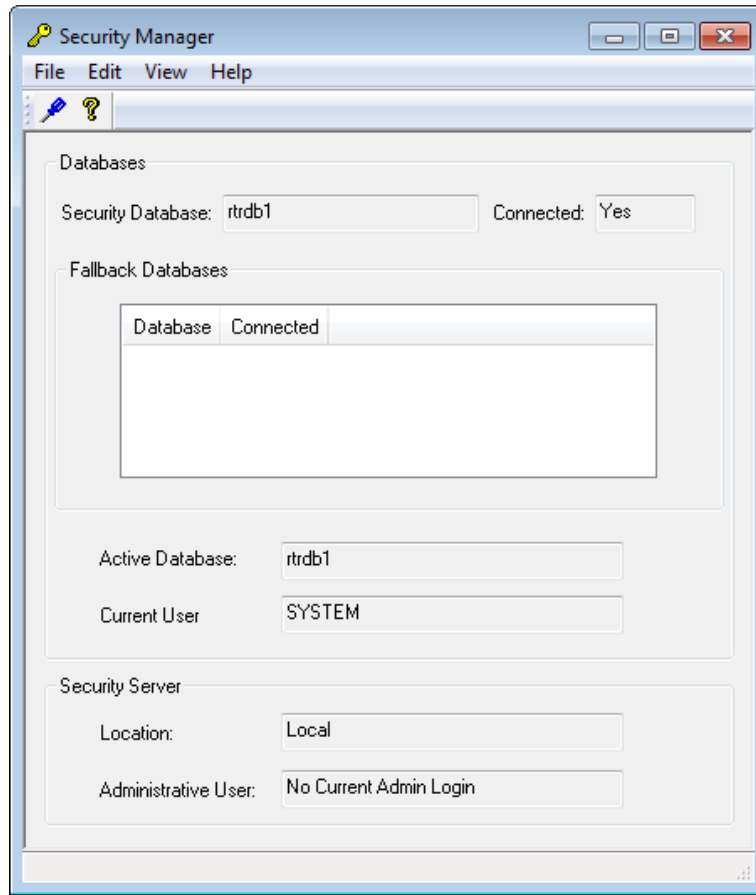 Security Manager
File Edit View Help
Databases
Security Database: rtrdb1 Connected: Yes
Fallback Databases
Database Connected
Active Database: rtrdb1
Current User SYSTEM
Security Server
Location: Local
Administrative User: No Current Admin Login